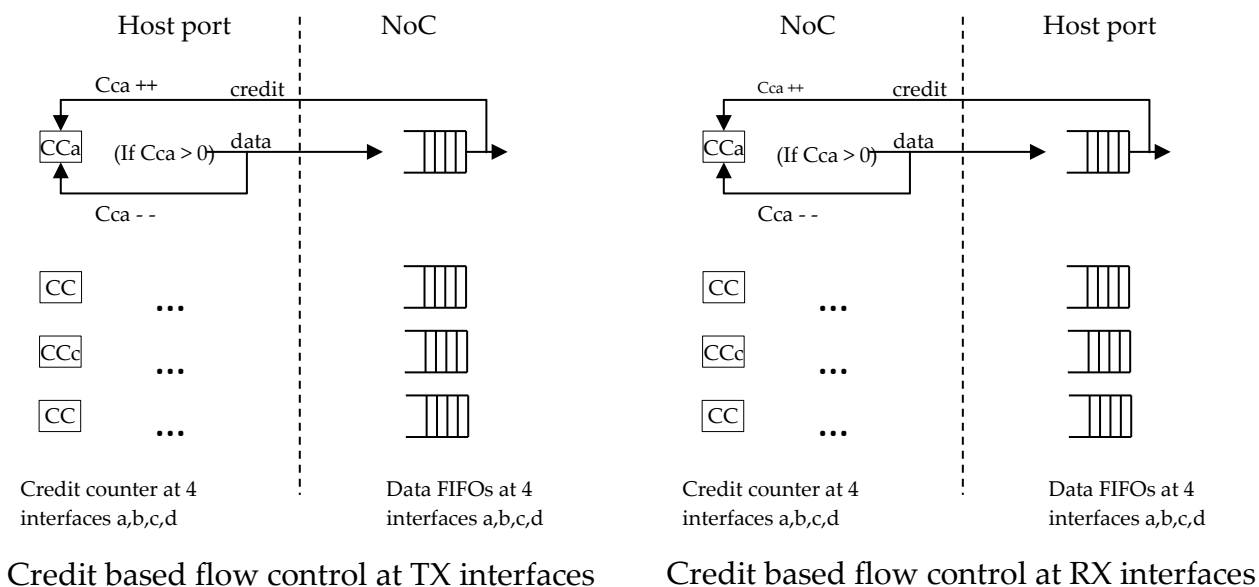 Host port
NoC
Cca ++
credit
CCa
(If Cca > 0)
data
Cca - -
CC
...
CCc
...
CC
...
Credit counter at 4
interfaces a,b,c,d
Data FIFOs at 4
interfaces a,b,c,d
Credit based flow control at TX interfaces
NoC
Host port
Cca ++
credit
CCa
(If Cca > 0)
data
Cca - -
CC
...
CCc
...
CC
...
Credit counter at 4
interfaces a,b,c,d
Data FIFOs at 4
interfaces a,b,c,d
Credit based flow control at RX interfaces